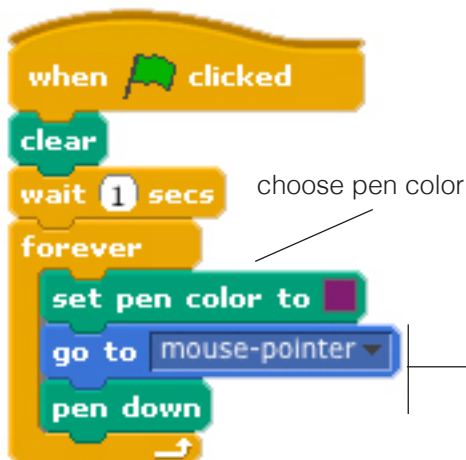 when clicked
clear
wait 1 secs
choose pen color
forever
set pen color to
go to mouse-pointer
pen down